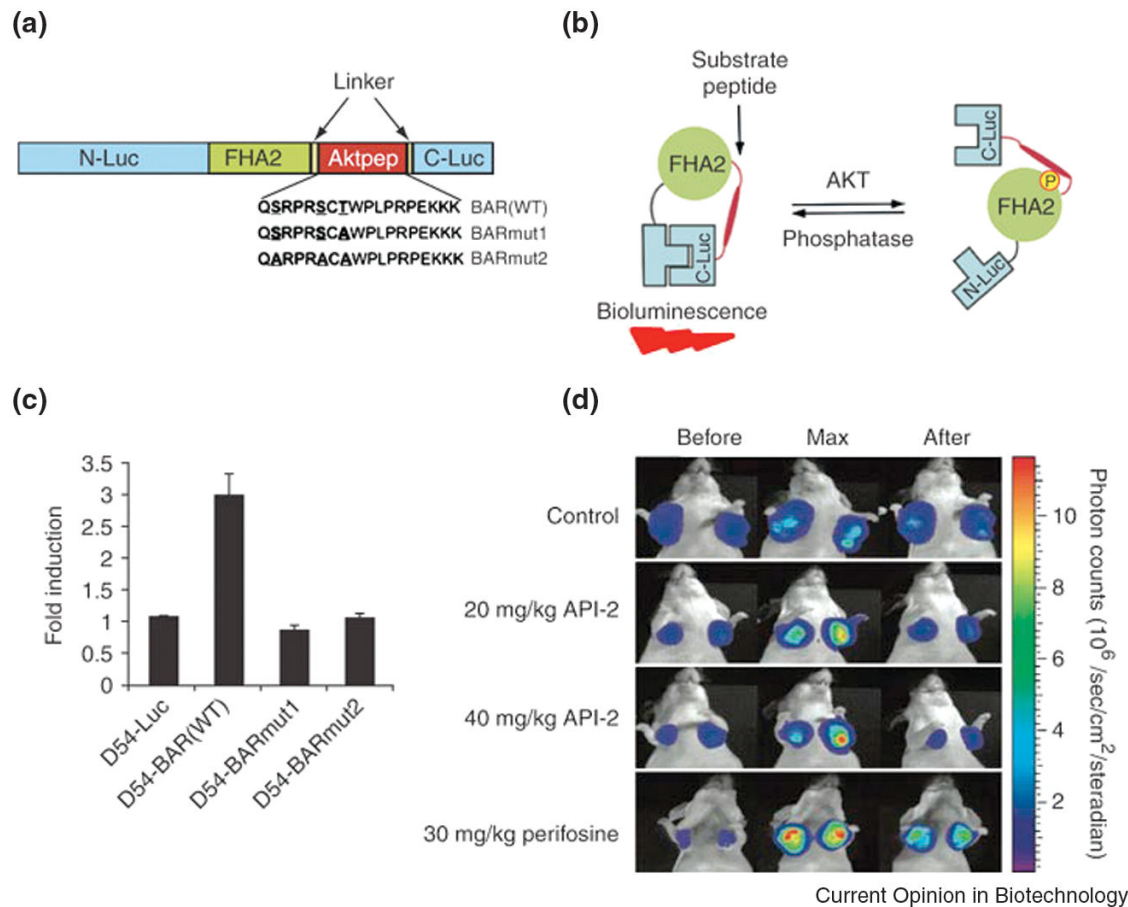 (a)
Linker
N-Luc FHA2 Aktpep C-Luc
QSRPRSCTWPLPRPEKKK BAR(WT)
QSRPRSCAWPLPRPEKKK BARmut1
QARPRACAWPLPRPEKKK BARmut2
(b)
Substrate
peptide
FHA2
C-Luc
Bioluminescence
AKT
Phosphatase
C-Luc
P
FHA2
N-Luc
(c)
Fold induction
3.5
3
2.5
2
1.5
1
0.5
0
D54-Luc
D54-BAR(WT)
D54-BARmut1
D54-BARmut2
(d)
Before Max After
Control
20 mg/kg API-2
40 mg/kg API-2
30 mg/kg perifosine
10
8
6
4
2
Photon counts (10⁶/sec/cm²/steradian)
Current Opinion in Biotechnology